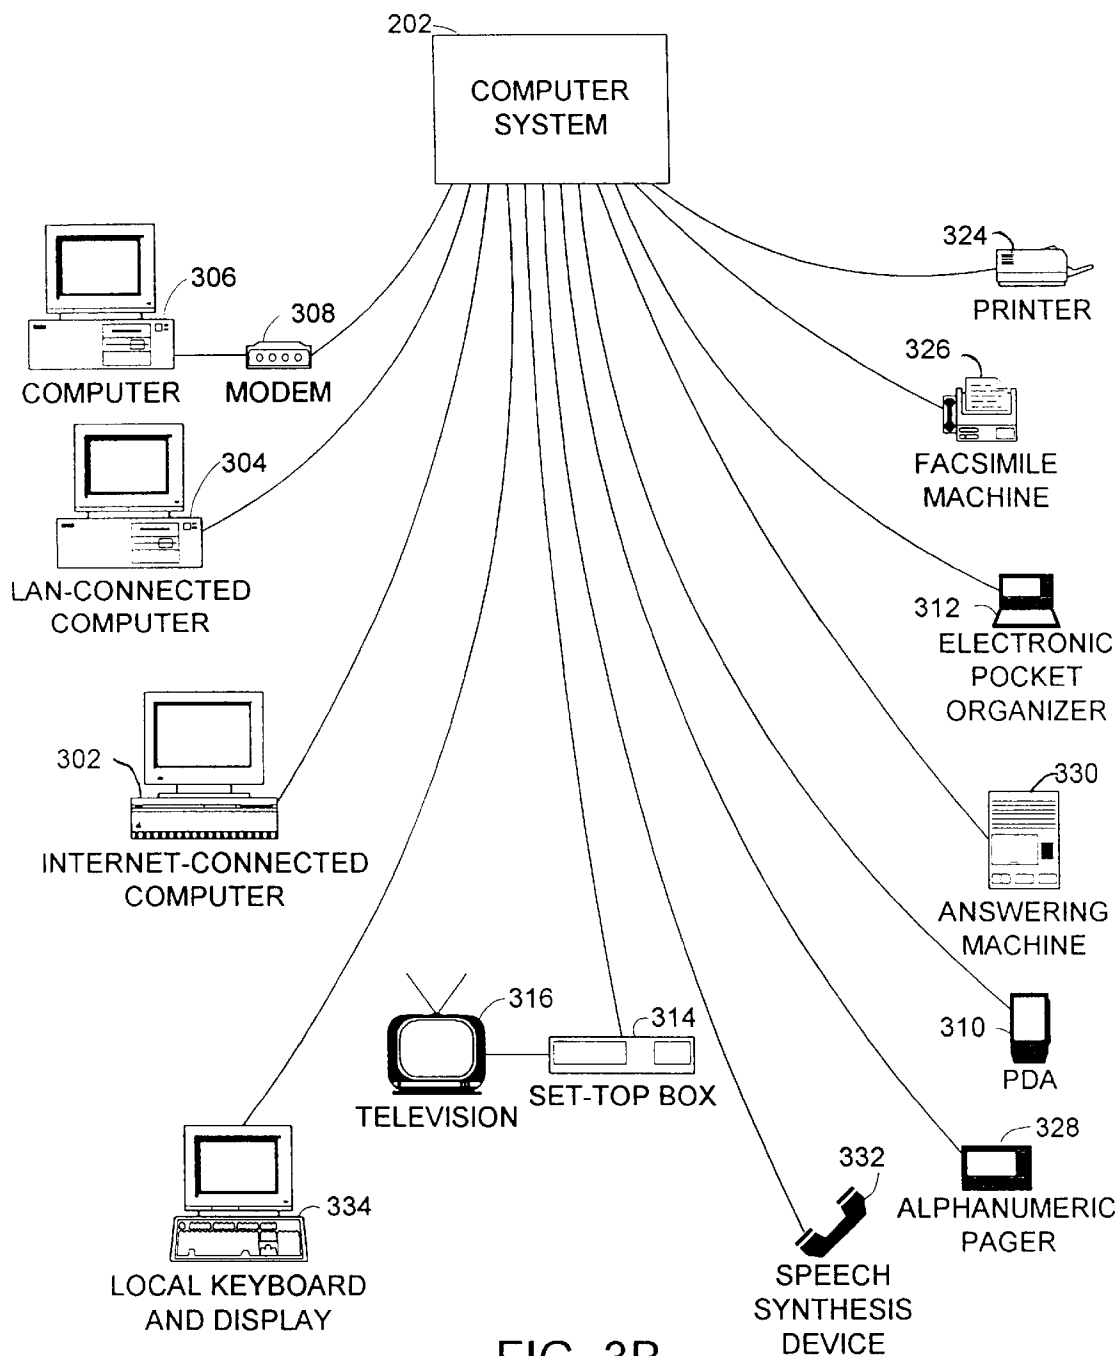 202
COMPUTER
SYSTEM
324
PRINTER
306
308
COMPUTER
MODEM
326
FACSIMILE
MACHINE
304
LAN-CONNECTED
COMPUTER
312
ELECTRONIC
POCKET
ORGANIZER
302
INTERNET-CONNECTED
COMPUTER
330
ANSWERING
MACHINE
316
TELEVISION
314
SET-TOP BOX
310
PDA
334
LOCAL KEYBOARD
AND DISPLAY
332
SPEECH
SYNTHESIS
DEVICE
328
ALPHANUMERIC
PAGER
FIG. 3B